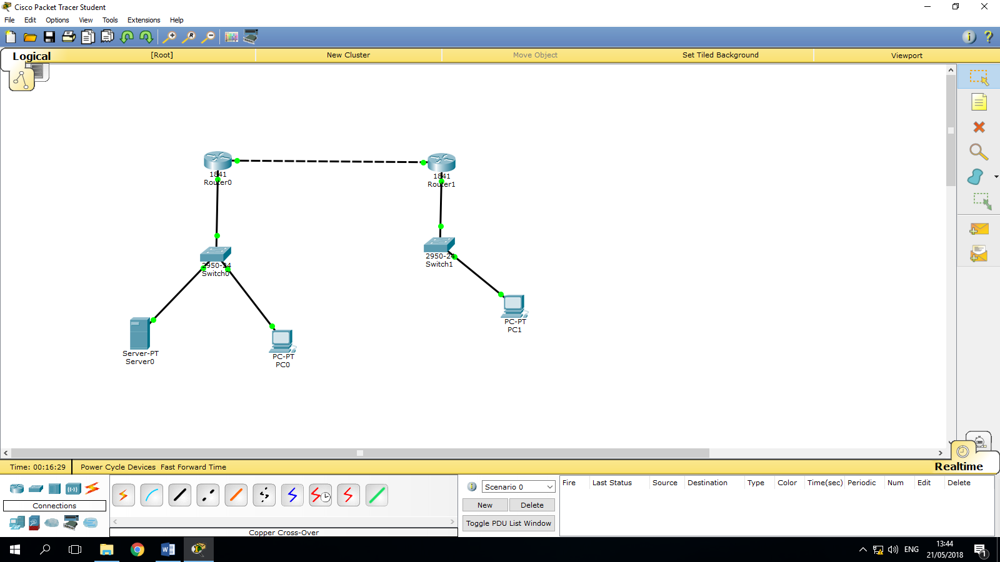 Cisco Packet Tracer Student
File Edit Options View Tools Extensions Help
Logical [Root] New Cluster Move Object Set Tiled Background Viewport
1841
Router0
1841
Router1
2950-24
Switch0
2950-24
Switch1
PC-PT
PC1
Server-PT
Server0
PC-PT
PC0
Time: 00:16:29 Power Cycle Devices Fast Forward Time
Realtime
Connections
Copper Cross-Over
Scenario 0
New Delete
Toggle PDU List Window
Fire Last Status Source Destination Type Color Time(sec) Periodic Num Edit Delete
ENG
13:44
21/05/2018
1